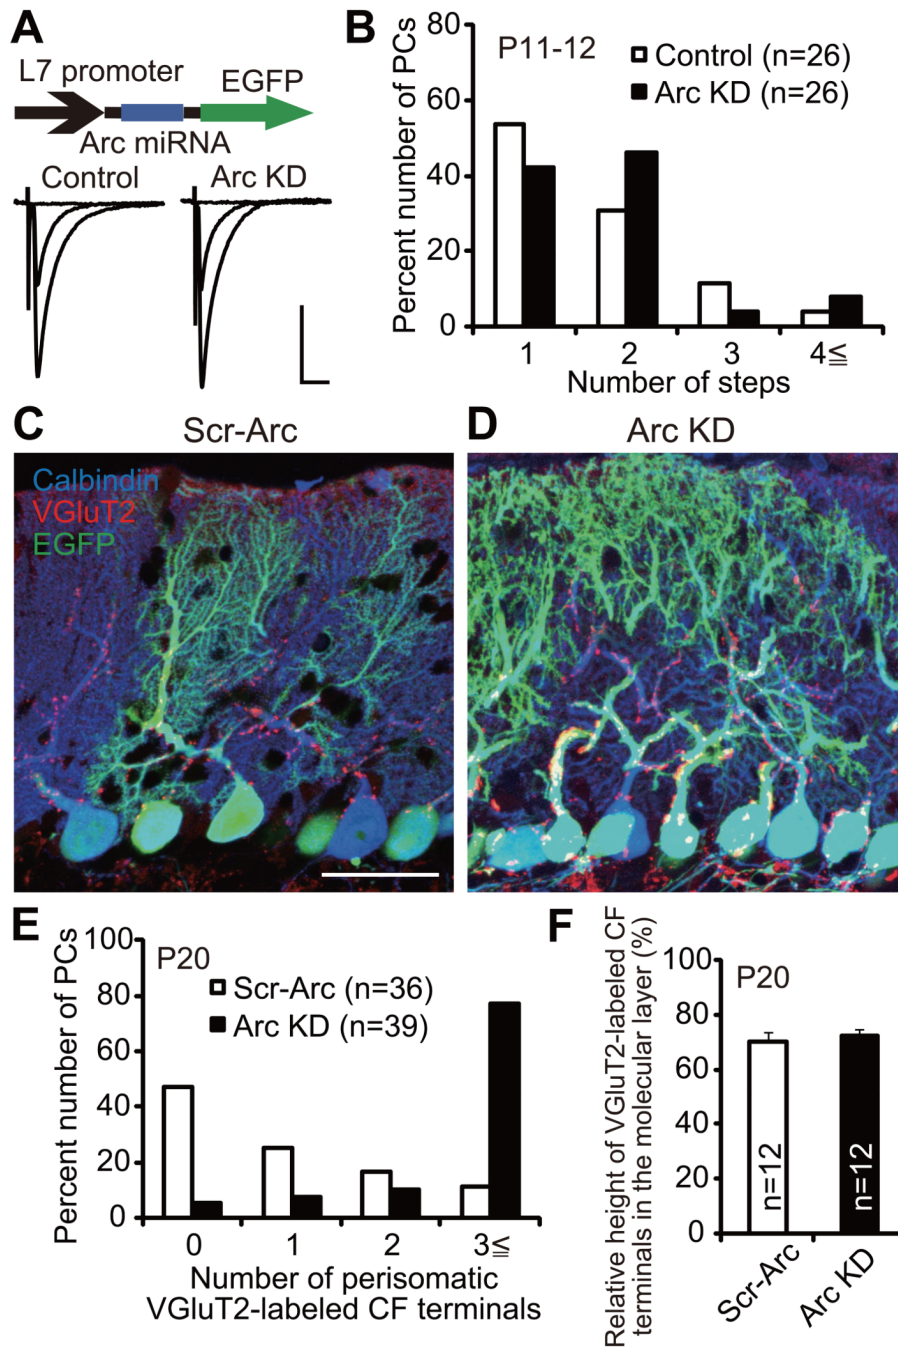 A
L7 promoter
EGFP
Arc miRNA
Control
Arc KD
B
Percent number of PCs
80
60
40
20
0
P11-12
Control (n=26)
Arc KD (n=26)
1
2
3
4≦
Number of steps
C
Scr-Arc
Calbindin
VGluT2
EGFP
D
Arc KD
E
Percent number of PCs
100
80
60
40
20
0
P20
Scr-Arc (n=36)
Arc KD (n=39)
0
1
2
3≦
Number of perisomatic
VGluT2-labeled CF terminals
F
Relative height of VGluT2-labeled CF
terminals in the molecular layer (%)
100
80
60
40
20
0
P20
n=12
n=12
Scr-Arc
Arc KD